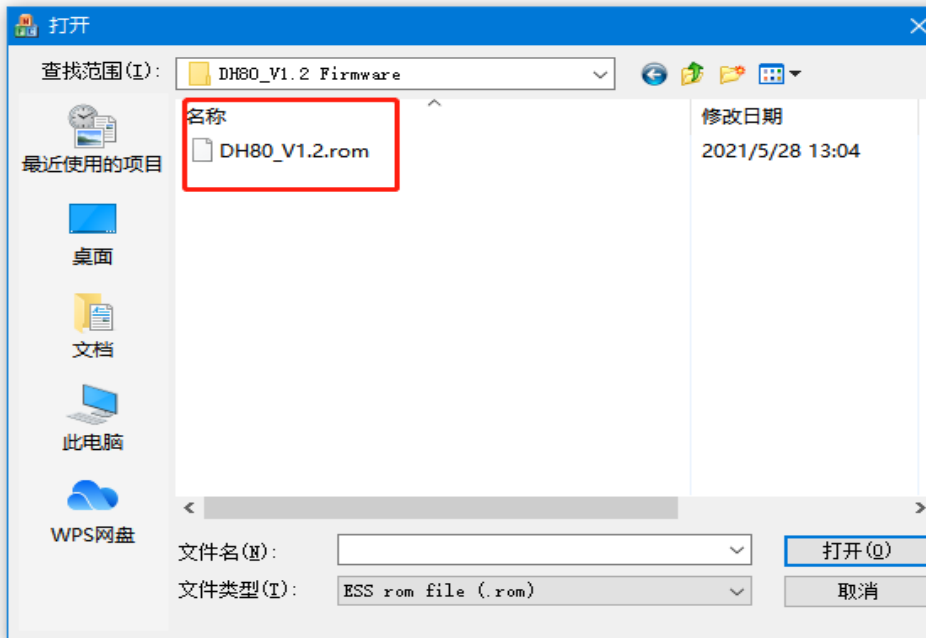 打开
查找范围(I):
DH80_V1.2 Firmware
名称
修改日期
DH80_V1.2.rom
2021/5/28 13:04
最近使用的项目
桌面
文档
此电脑
WPS网盘
文件名(N):
打开(O)
文件类型(T):
ESS rom file (.rom)
取消